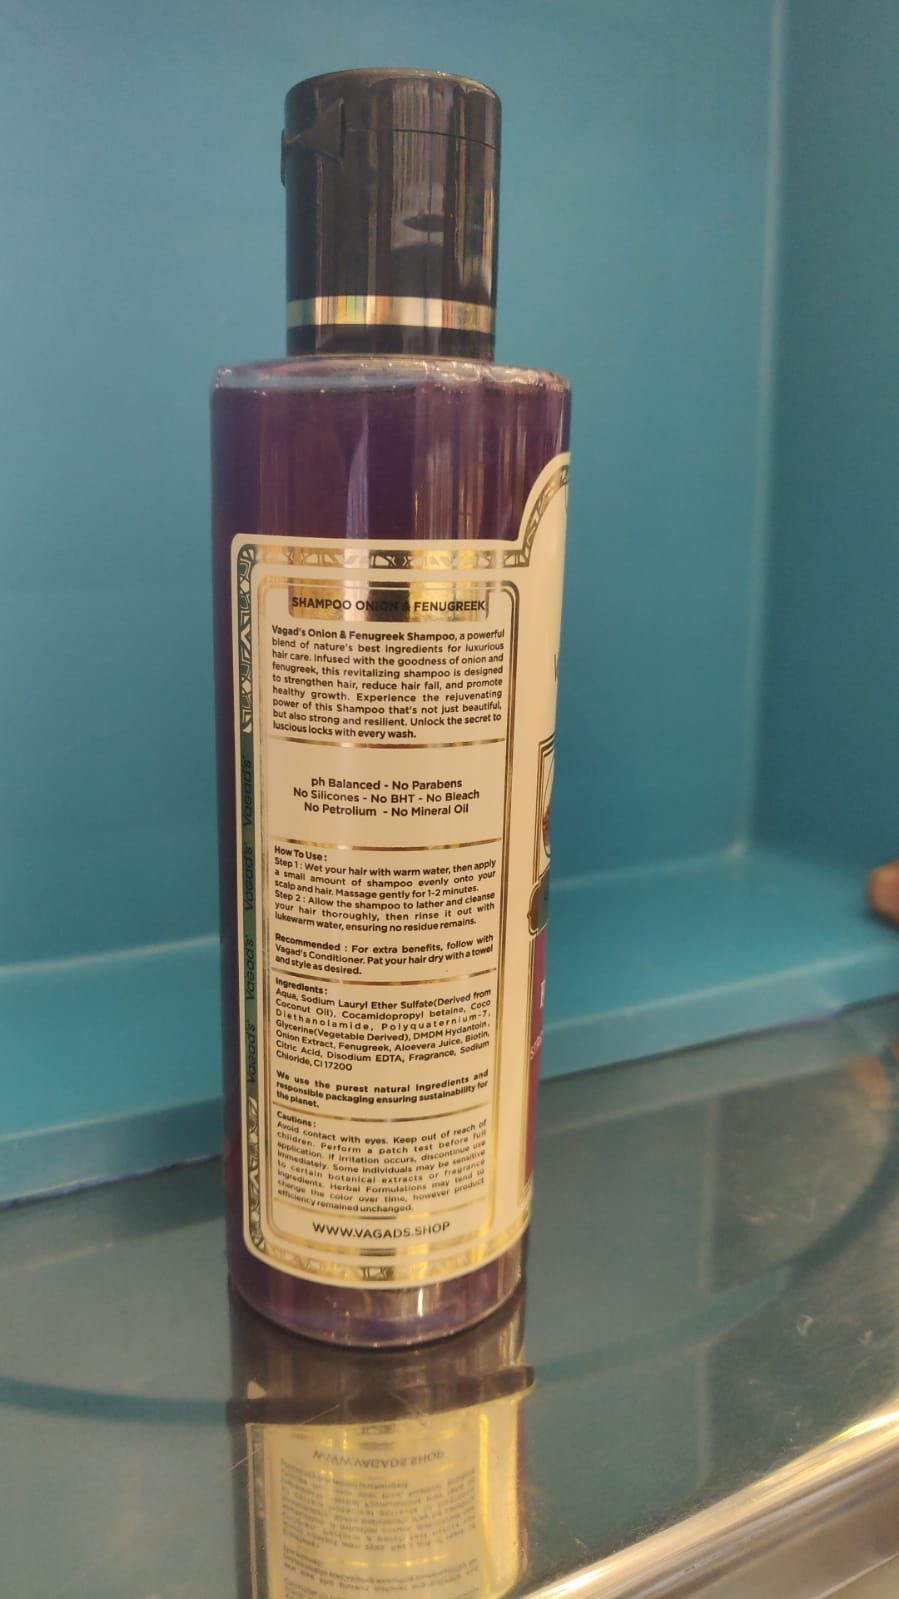 SHAMPOO ONION & FENUGREEK
Vagad's Onion & Fenugreek Shampoo, a powerful
blend of nature's best ingredients for luxurious
hair care. Infused with the goodness of onion and
fenugreek, this revitalizing shampoo is designed
to strengthen hair, reduce hair fall, and promote
healthy growth. Experience the rejuvenating
power of this Shampoo that's not just beautiful,
but also strong and resilient. Unlock the secret to
luscious locks with every wash.
ph Balanced - No Parabens
No Silicones - No BHT - No Bleach
No Petrolium - No Mineral Oil
How To Use :
Step 1 : Wet your hair with warm water, then apply
a small amount of shampoo evenly onto your
scalp and hair. Massage gently for 1-2 minutes.
Step 2 : Allow the shampoo to lather and cleanse
your hair thoroughly, then rinse it out with
lukewarm water, ensuring no residue remains.
Recommended : For extra benefits, follow with
Vagad's Conditioner. Pat your hair dry with a towel
and style as desired.
Ingredients :
Aqua, Sodium Lauryl Ether Sulfate(Derived from
Coconut Oil), Cocamidopropyl betaine, Coco
Diethanolamide, Polyquaternium-7,
Glycerine(Vegetable Derived), DMDM Hydantoin,
Onion Extract, Fenugreek, Aloevera Juice, Biotin,
Citric Acid, Disodium EDTA, Fragrance, Sodium
Chloride, CI 17200
We use the purest natural ingredients and
responsible packaging ensuring sustainability for
the planet.
Cautions :
Avoid contact with eyes. Keep out of reach of
children. Perform a patch test before full
application. If irritation occurs, discontinue use
immediately. Some individuals may be sensitive
to certain botanical extracts or fragrance
ingredients. Herbal Formulations may tend to
change the color over time, however product
efficiency remained unchanged.
WWW.VAGADS.SHOP
Vagad's Vagad's Vagad's Vagad's